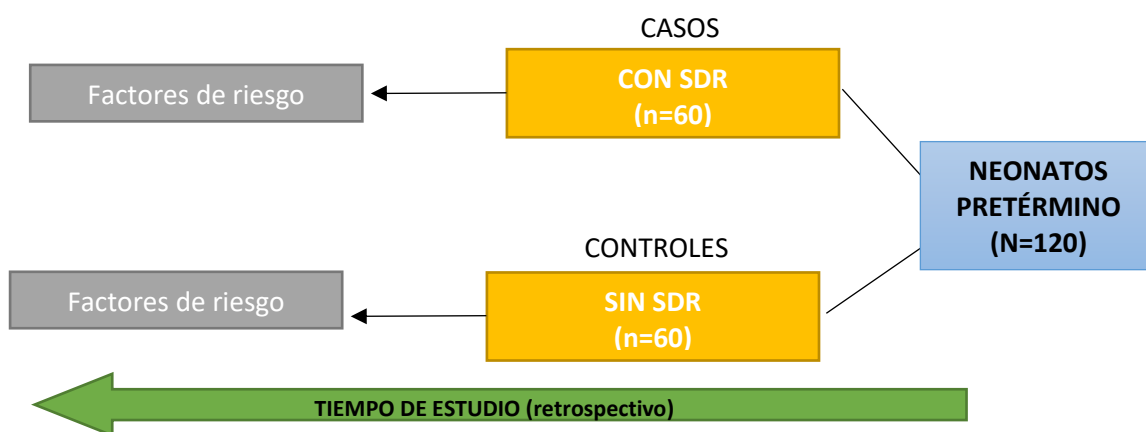 CASOS
Factores de riesgo
CON SDR
(n=60)
NEONATOS
PRETÉRMINO
(N=120)
CONTROLES
Factores de riesgo
SIN SDR
(n=60)
TIEMPO DE ESTUDIO (retrospectivo)